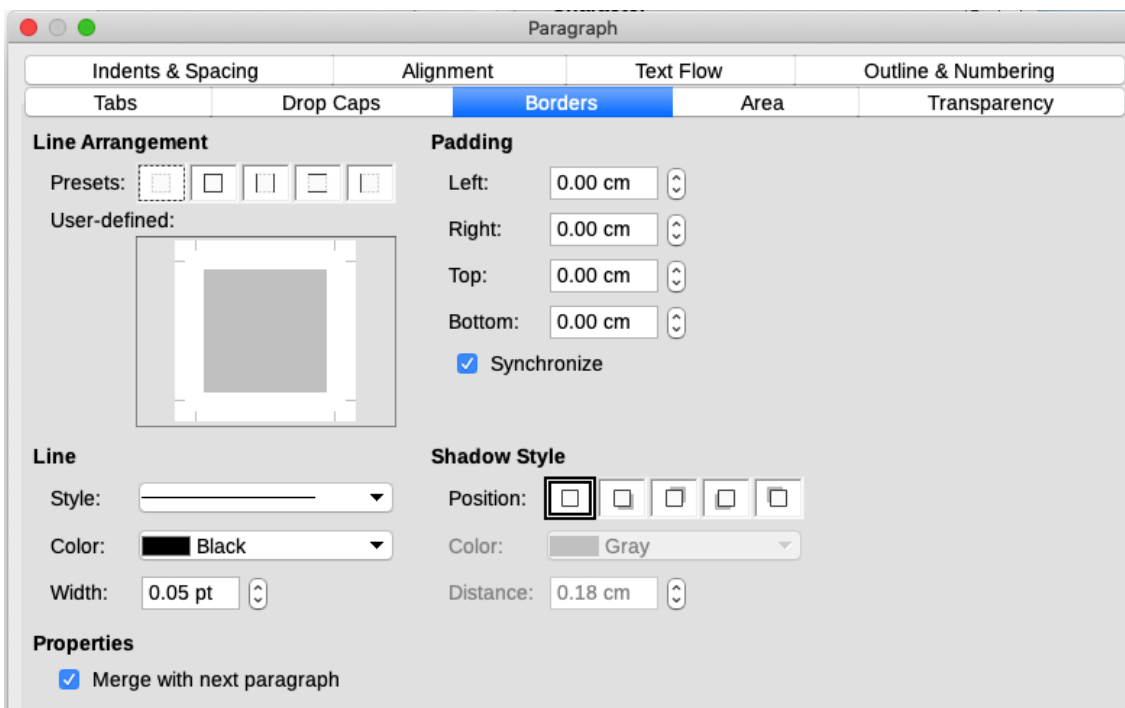 Paragraph
Indents & Spacing Alignment Text Flow Outline & Numbering
Tabs Drop Caps Borders Area Transparency
Line Arrangement
Presets:
User-defined:
Padding
Left: 0.00 cm
Right: 0.00 cm
Top: 0.00 cm
Bottom: 0.00 cm
Synchronize
Line
Style:
Color: Black
Width: 0.05 pt
Shadow Style
Position:
Color: Gray
Distance: 0.18 cm
Properties
Merge with next paragraph